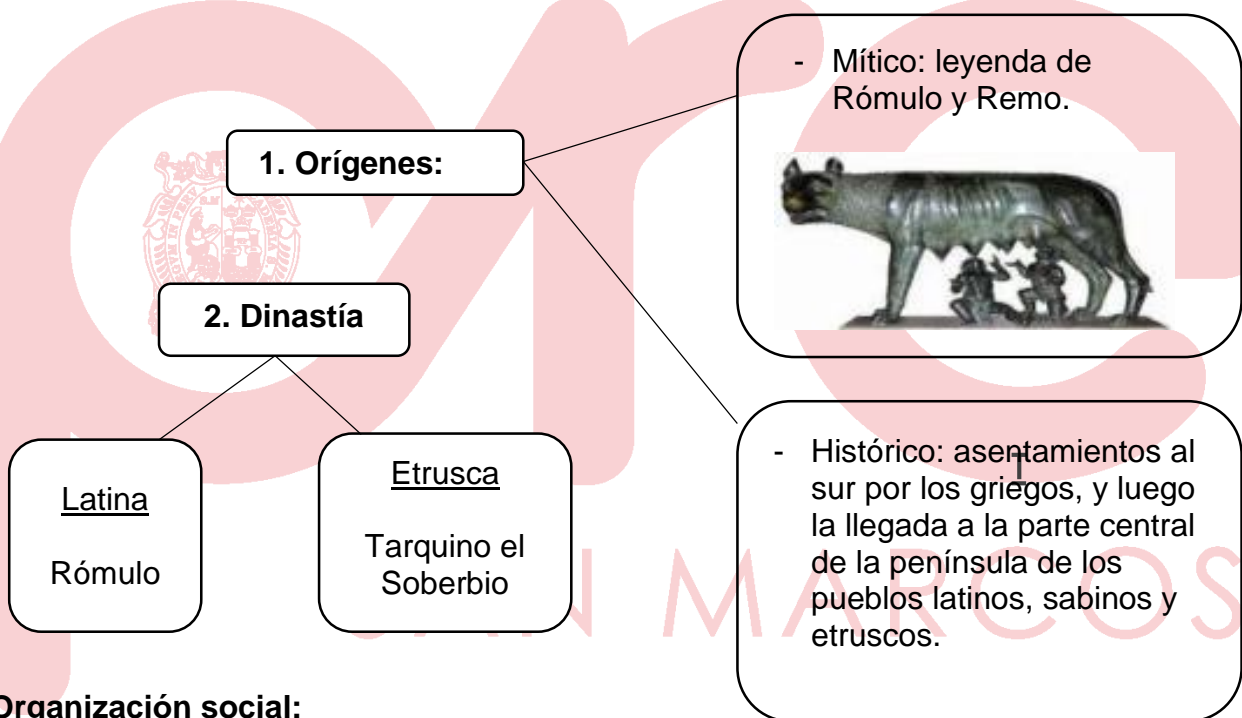 - Mítico: leyenda de
Rómulo y Remo.
1. Orígenes:
2. Dinastía
Latina
Rómulo
Etrusca
Tarquino el
Soberbio
- Histórico: asentamientos al
sur por los griegos, y luego
la llegada a la parte central
de la península de los
pueblos latinos, sabinos y
etruscos.
MARCOS
Organización social: